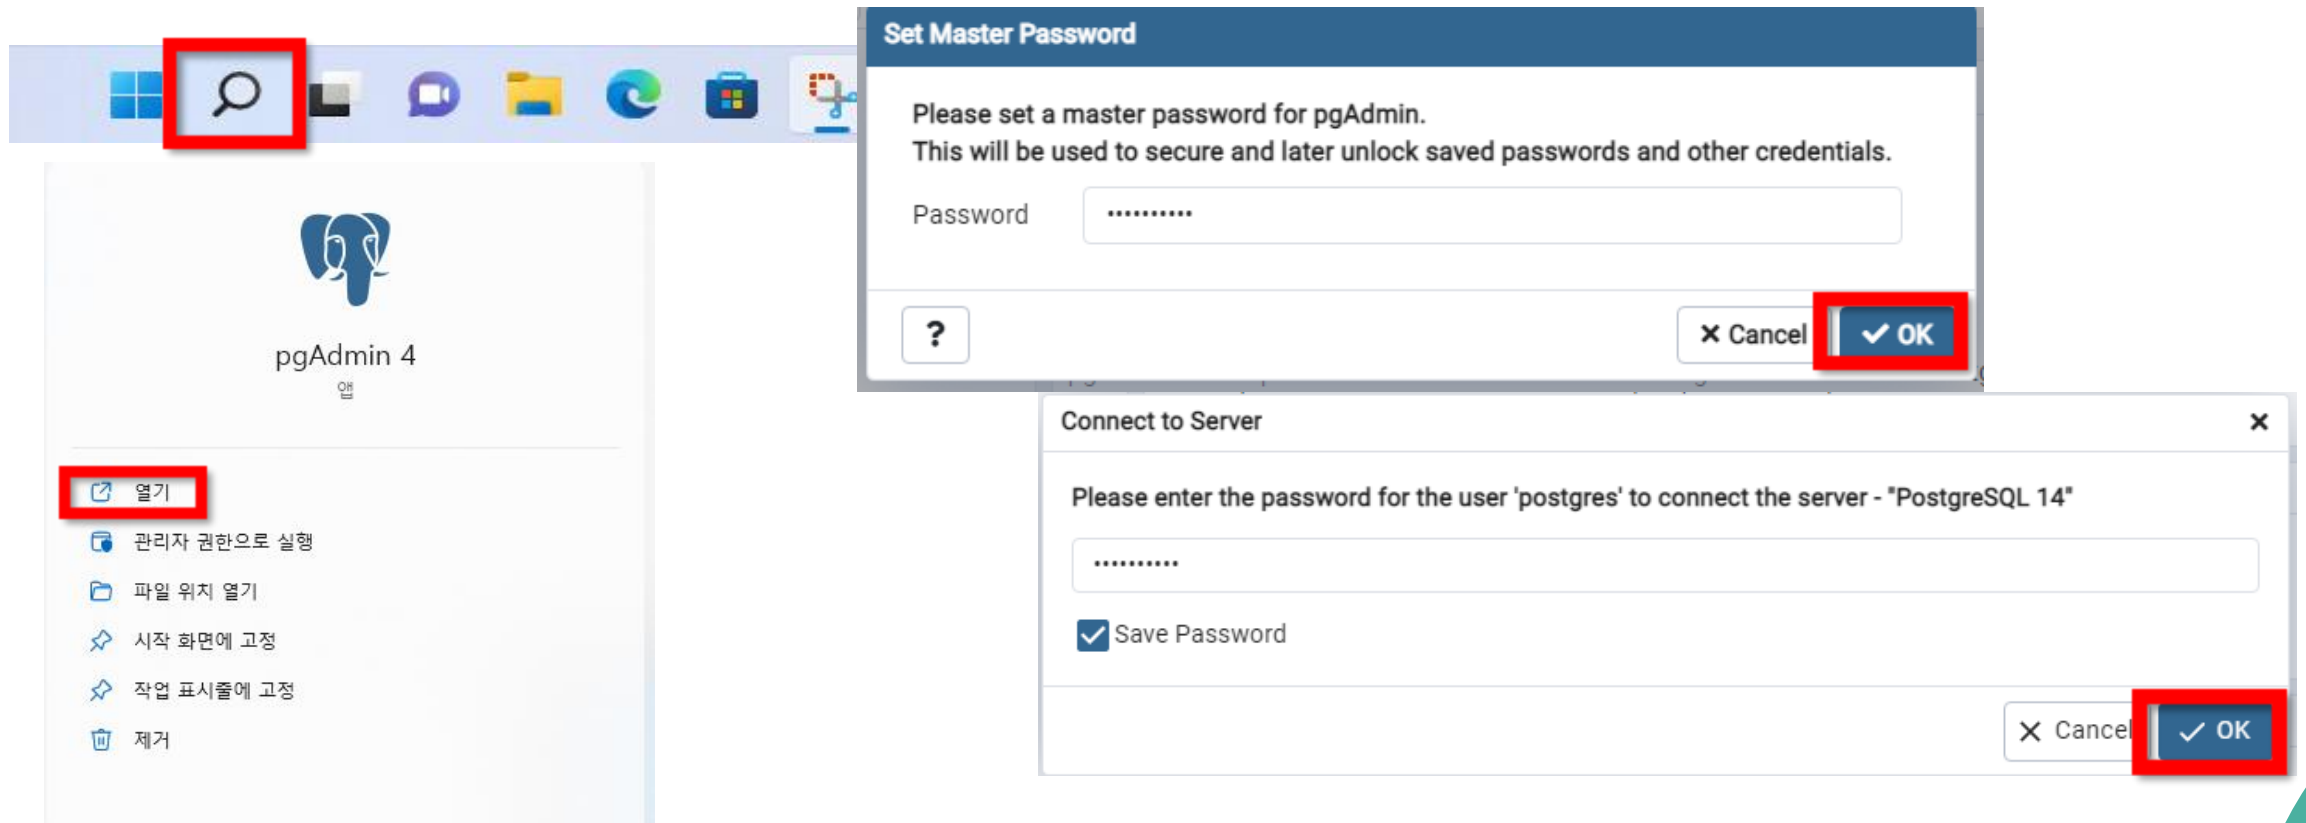 pgAdmin 4
앱
열기
관리자 권한으로 실행
파일 위치 열기
시작 화면에 고정
작업 표시줄에 고정
제거
Set Master Password
Please set a master password for pgAdmin.
This will be used to secure and later unlock saved passwords and other credentials.
Password ••••••••••
?
Cancel
OK
Connect to Server
Please enter the password for the user 'postgres' to connect the server - "PostgreSQL 14"
••••••••••
Save Password
Cancel
OK